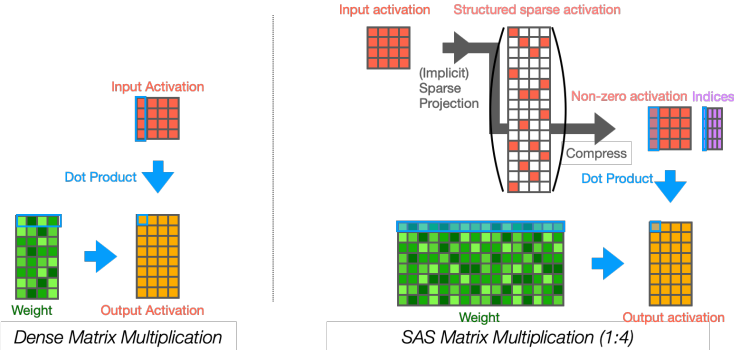 Input Activation
Dot Product
Weight
Output Activation
Dense Matrix Multiplication
Input activation
Structured sparse activation
(Implicit)
Sparse
Projection
Non-zero activation
Indices
Compress
Dot Product
Weight
Output activation
SAS Matrix Multiplication (1:4)